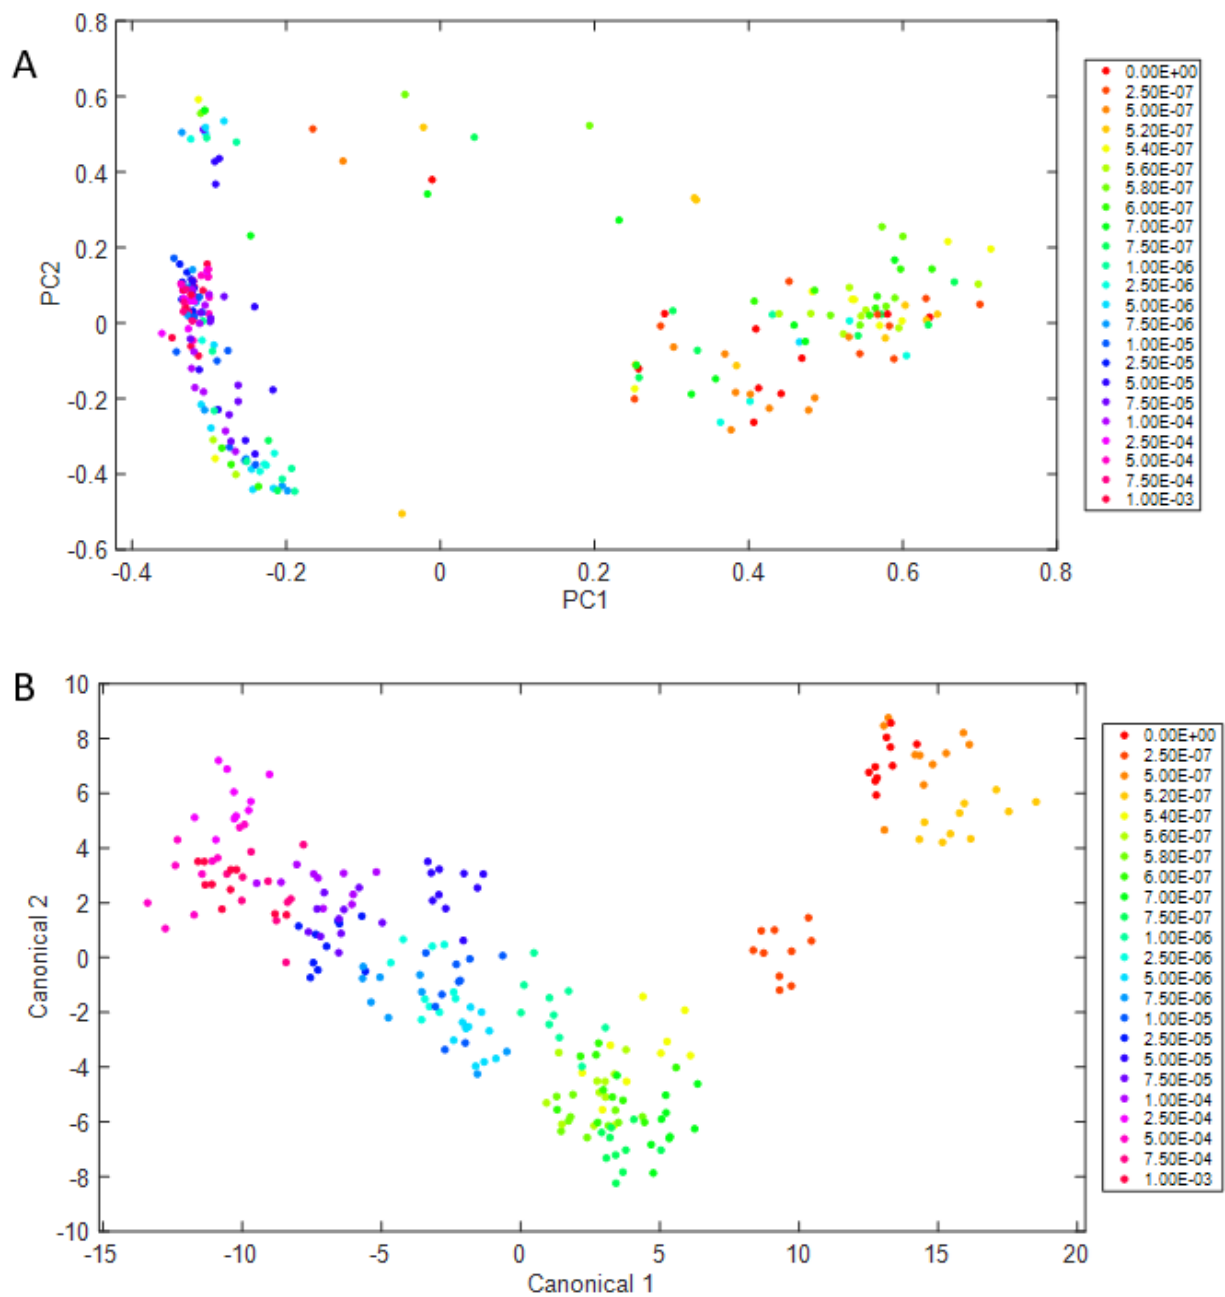 A
0.8
0.6
0.4
0.2
0
-0.2
-0.4
-0.6
PC2
-0.4
-0.2
0
0.2
0.4
0.6
0.8
PC1
0.00E+00
2.50E-07
5.00E-07
5.20E-07
5.40E-07
5.60E-07
5.80E-07
6.00E-07
7.00E-07
7.50E-07
1.00E-06
2.50E-06
5.00E-06
7.50E-06
1.00E-05
2.50E-05
5.00E-05
7.50E-05
1.00E-04
2.50E-04
5.00E-04
7.50E-04
1.00E-03
B
10
8
6
4
2
0
-2
-4
-6
-8
-10
Canonical 2
-15
-10
-5
0
5
10
15
20
Canonical 1
0.00E+00
2.50E-07
5.00E-07
5.20E-07
5.40E-07
5.60E-07
5.80E-07
6.00E-07
7.00E-07
7.50E-07
1.00E-06
2.50E-06
5.00E-06
7.50E-06
1.00E-05
2.50E-05
5.00E-05
7.50E-05
1.00E-04
2.50E-04
5.00E-04
7.50E-04
1.00E-03